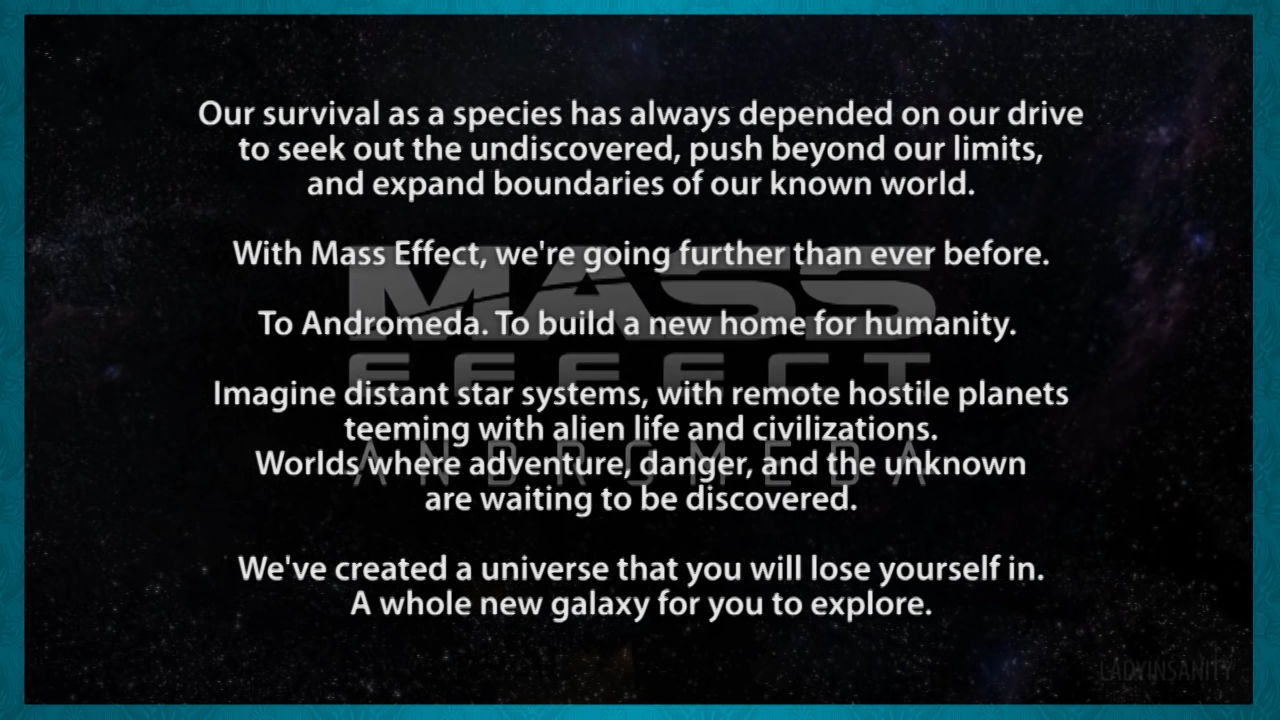 Our survival as a species has always depended on our drive
to seek out the undiscovered, push beyond our limits,
and expand boundaries of our known world.
With Mass Effect, we're going further than ever before.
MASS
To Andromeda. To build a new home for humanity.
EFFECT
Imagine distant star systems, with remote hostile planets
teeming with alien life and civilizations.
ANDROMEDA
Worlds where adventure, danger, and the unknown
are waiting to be discovered.
We've created a universe that you will lose yourself in.
A whole new galaxy for you to explore.
LADYINSANITY